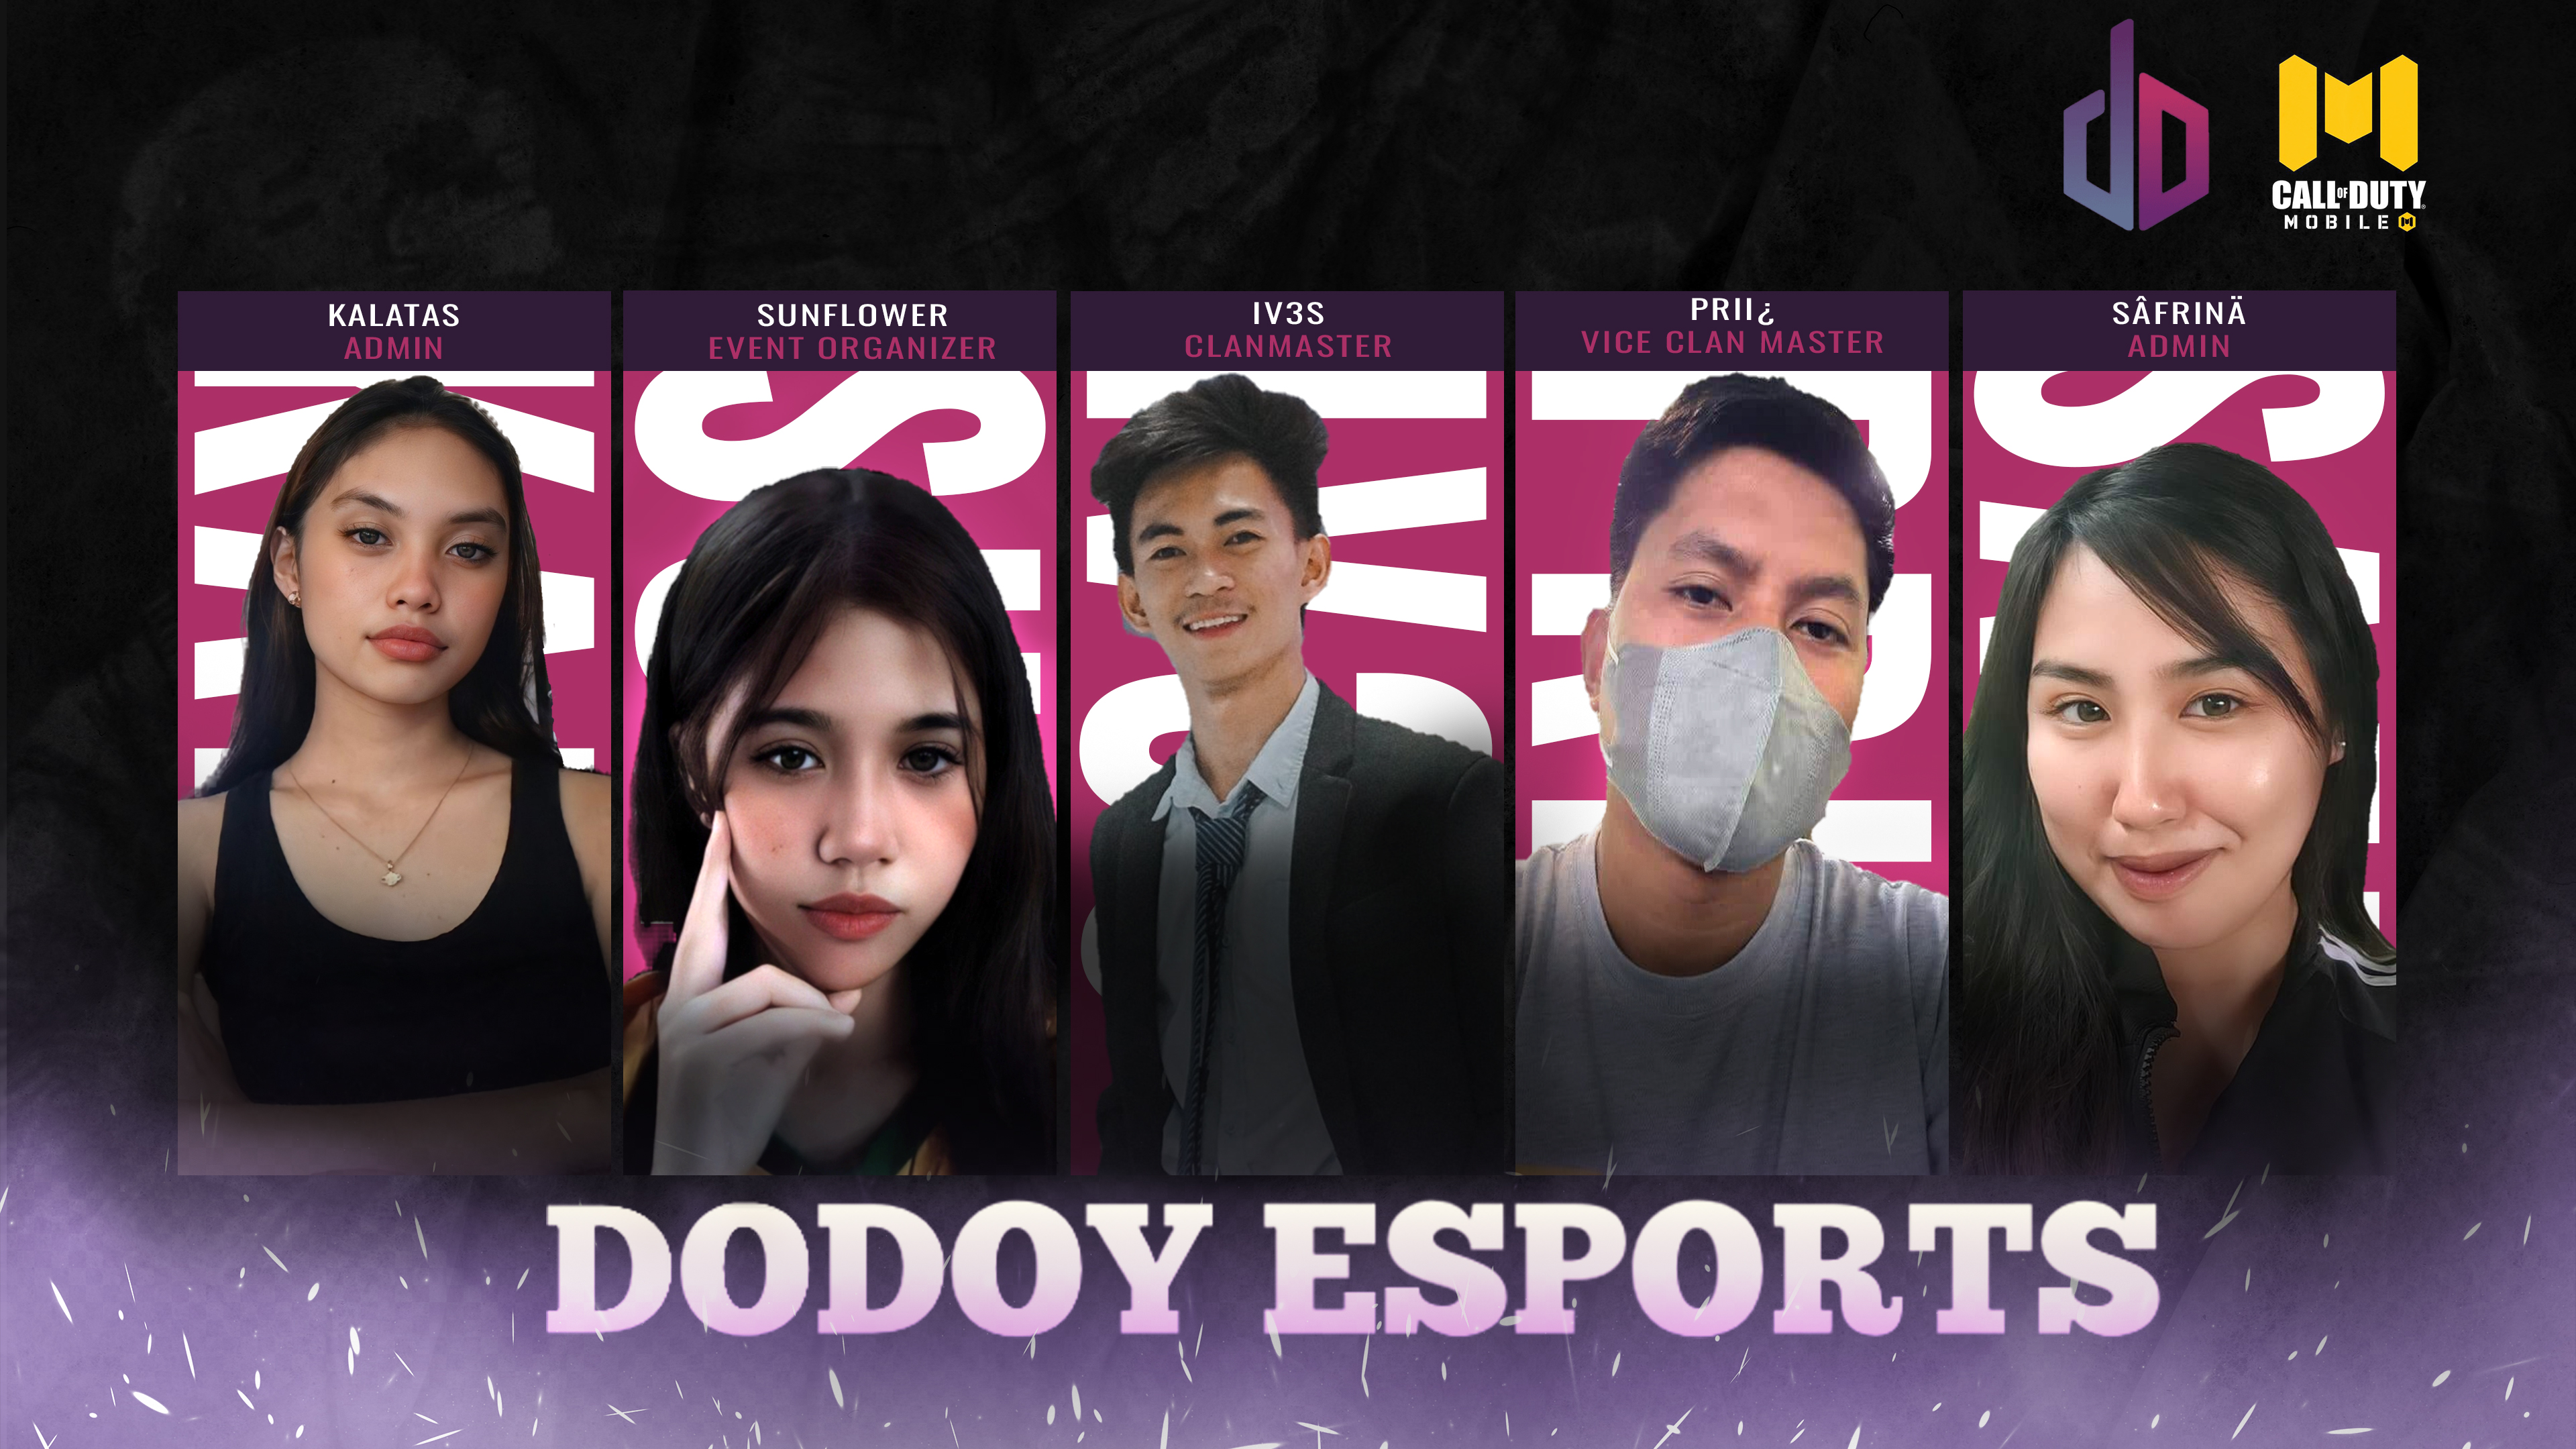 CALL OF DUTY
MOBILE
KALATAS
ADMIN
SUNFLOWER
EVENT ORGANIZER
IV3S
CLANMASTER
PRII¿
VICE CLAN MASTER
SÂFRINÄ
ADMIN
DODOY ESPORTS